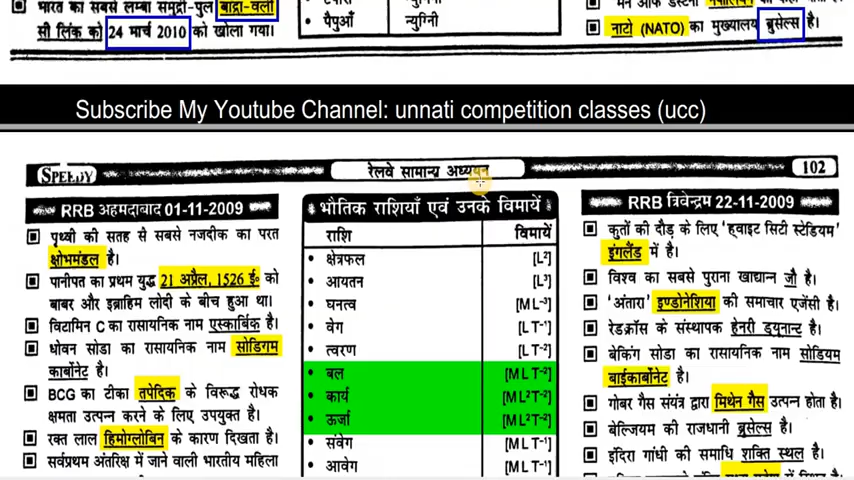 भारत का सबसे लम्बा समुद्री-पुल बांद्रा-वर्ली
सी लिंक को 24 मार्च 2010 को खोला गया।
पैपुआँ न्युगिनी
नाटो (NATO) का मुख्यालय ब्रुसेल्स है।
Subscribe My Youtube Channel: unnati competition classes (ucc)
SPEEDY रेलवे सामान्य अध्ययन 102
RRB अहमदाबाद 01-11-2009
पृथ्वी की सतह से सबसे नजदीक का परत
क्षोभमंडल है।
पानीपत का प्रथम युद्ध 21 अप्रैल, 1526 ई० को
बाबर और इब्राहिम लोदी के बीच हुआ था।
विटामिन C का रासायनिक नाम एस्कार्बिक है।
धोवन सोडा का रासायनिक नाम सोडियम
कार्बोनेट है।
BCG का टीका तपेदिक के विरूद्ध रोधक
क्षमता उत्पन्न करने के लिए उपयुक्त है।
रक्त लाल हिमोग्लोबिन के कारण दिखता है।
सर्वप्रथम अंतरिक्ष में जाने वाली भारतीय महिला
भौतिक राशियाँ एवं उनके विमायें
राशि विमायें
क्षेत्रफल [L²]
आयतन [L³]
घनत्व [ML⁻³]
वेग [LT⁻¹]
त्वरण [LT⁻²]
बल [MLT⁻²]
कार्य [ML²T⁻²]
ऊर्जा [ML²T⁻²]
संवेग [MLT⁻¹]
आवेग [MLT⁻¹]
RRB त्रिवेन्द्रम 22-11-2009
कुतों की दौड़ के लिए 'ह्वाइट सिटी स्टेडियम'
इंगलैंड में है।
विश्व का सबसे पुराना खाद्यान्न जौ है।
'अंतारा' इण्डोनेशिया की समाचार एजेंसी है।
रेडक्रॉस के संस्थापक हेनरी ड्यूनान्ट है।
बेकिंग सोडा का रासायनिक नाम सोडियम
बाईकार्बोनेट है।
गोबर गैस संयंत्र द्वारा मिथेन गैस उत्पन होता है।
बेल्जियम की राजधानी ब्रुसेल्स है।
इंदिरा गांधी की समाधि शक्ति स्थल है।